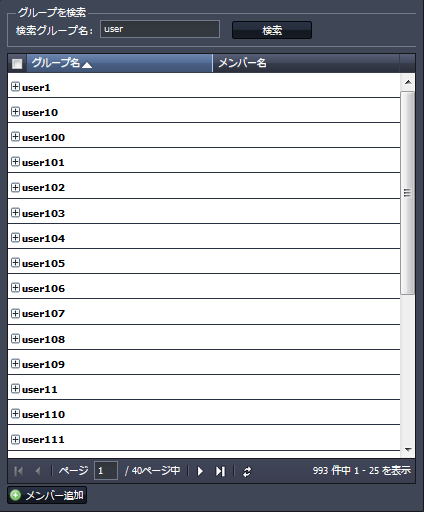 グループを検索
検索グループ名: user 検索
グループ名 メンバー名
user1
user10
user100
user101
user102
user103
user104
user105
user106
user107
user108
user109
user11
user110
user111
ページ 1 / 40ページ中 993 件中 1 - 25 を表示
メンバー追加